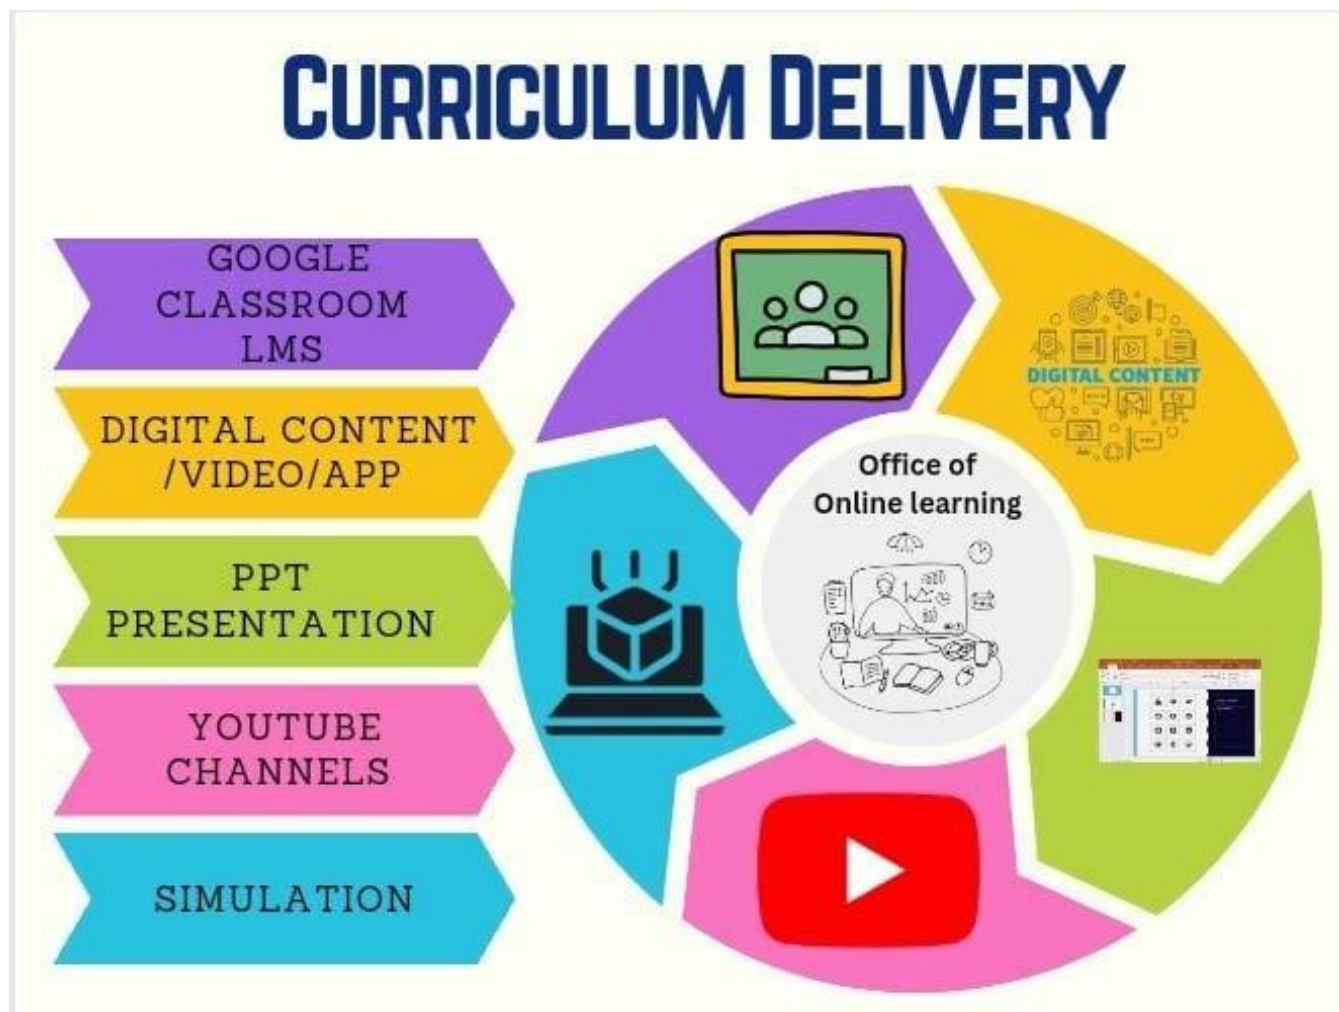 CURRICULUM DELIVERY
GOOGLE
CLASSROOM
LMS
DIGITAL CONTENT
/VIDEO/APP
PPT
PRESENTATION
YOUTUBE
CHANNELS
SIMULATION
DIGITAL CONTENT
Office of
Online learning